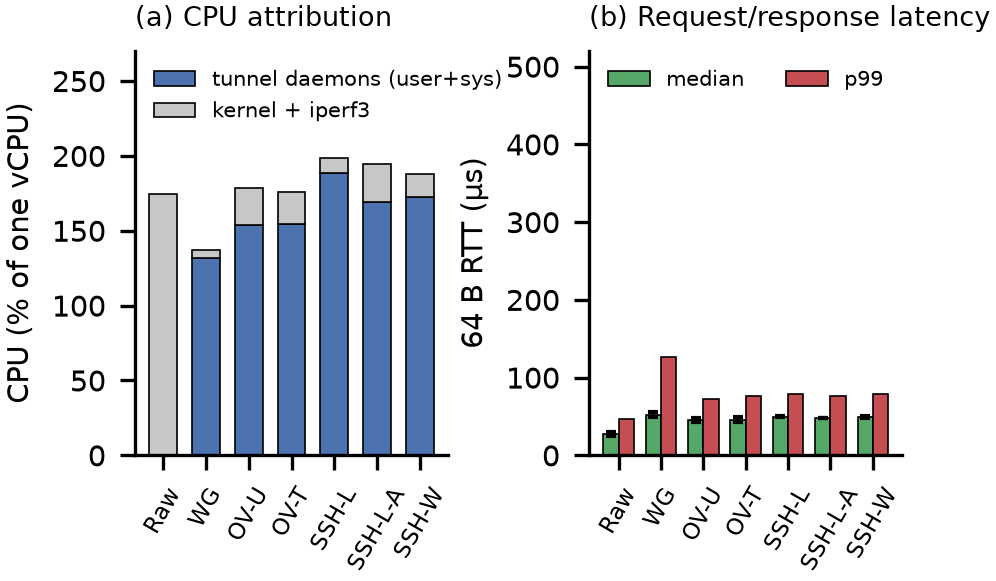 (a) CPU attribution
CPU (% of one vCPU)
250
200
150
100
50
0
tunnel daemons (user+sys)
kernel + iperf3
Raw
WG
OV-U
OV-T
SSH-L
SSH-L-A
SSH-W
(b) Request/response latency
64 B RTT (µs)
500
400
300
200
100
0
median
p99
Raw
WG
OV-U
OV-T
SSH-L
SSH-L-A
SSH-W